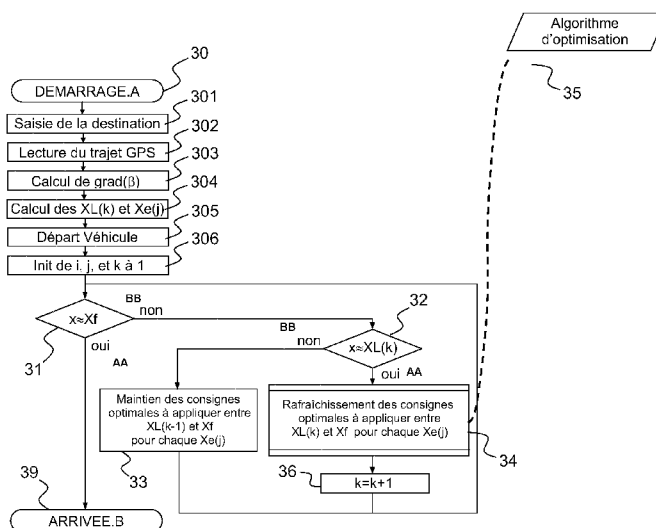 Algorithme
d'optimisation
35
30
DEMARRAGE.A
301
Saisie de la destination
302
Lecture du trajet GPS
303
Calcul de grad(β)
304
Calcul des XL(k) et Xe(j)
305
Départ Véhicule
306
Init de i, j, et k à 1
BB
non
x≈Xf
31
oui
AA
32
BB
non
x≈XL(k)
oui AA
Maintien des consignes
optimales à appliquer entre
XL(k-1) et Xf
pour chaque Xe(j)
33
Rafraîchissement des consignes
optimales à appliquer entre
XL(k) et Xf pour chaque Xe(j)
34
36
k=k+1
39
ARRIVEE.B